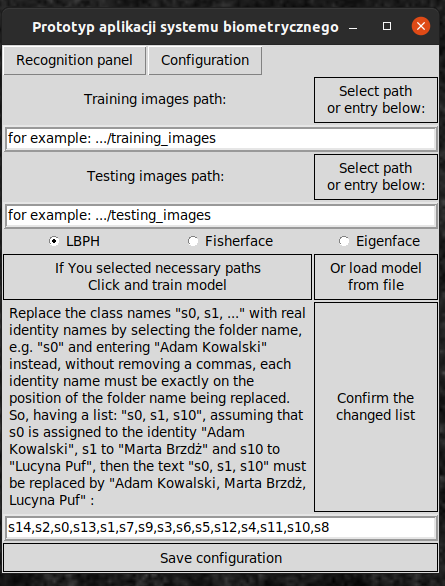 Prototyp aplikacji systemu biometrycznego
Recognition panel Configuration
Training images path:
Select path
or entry below:
for example: .../training_images
Testing images path:
Select path
or entry below:
for example: .../testing_images
LBPH Fisherface Eigenface
If You selected necessary paths
Click and train model
Or load model
from file
Replace the class names "s0, s1, ..." with real
identity names by selecting the folder name,
e.g. "s0" and entering "Adam Kowalski"
instead, without removing a commas, each
identity name must be exactly on the
position of the folder name being replaced.
So, having a list: "s0, s1, s10", assuming that
s0 is assigned to the identity "Adam
Kowalski", s1 to "Marta Brzdź" and s10 to
"Lucyna Puf", then the text "s0, s1, s10" must
be replaced by "Adam Kowalski, Marta Brzdź,
Lucyna Puf" :
Confirm the
changed list
s14,s2,s0,s13,s1,s7,s9,s3,s6,s5,s12,s4,s11,s10,s8
Save configuration